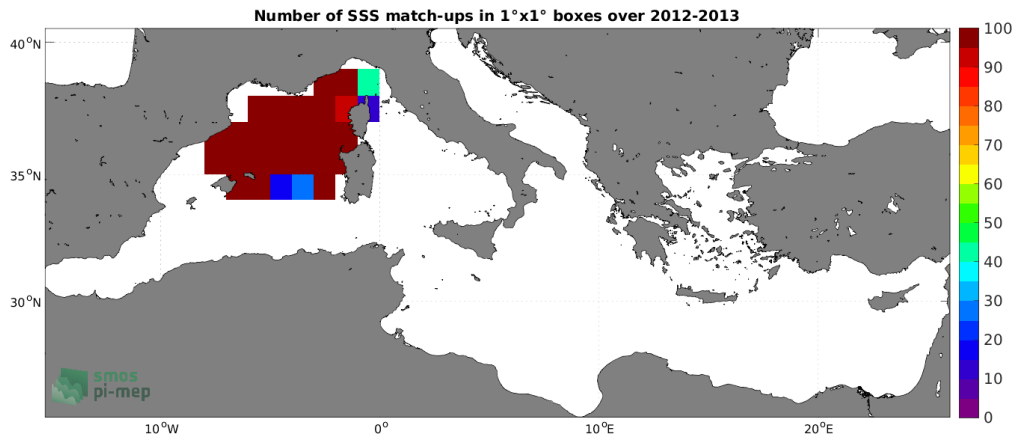 Number of SSS match-ups in 1°x1° boxes over 2012-2013
40°N
35°N
30°N
10°W
0°
10°E
20°E
100
90
80
70
60
50
40
30
20
10
0
smos
pi-mep